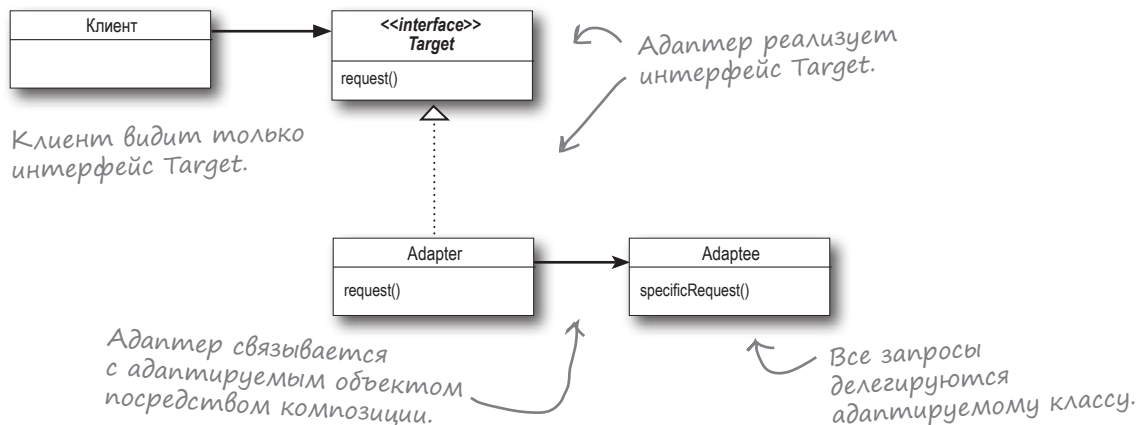 Клиент
<<interface>>
Target
request()
Адаптер реализует
интерфейс Target.
Клиент видит только
интерфейс Target.
Adapter
request()
Adaptee
specificRequest()
Адаптер связывается
с адаптируемым объектом
посредством композиции.
Все запросы
делегируются
адаптируемому классу.